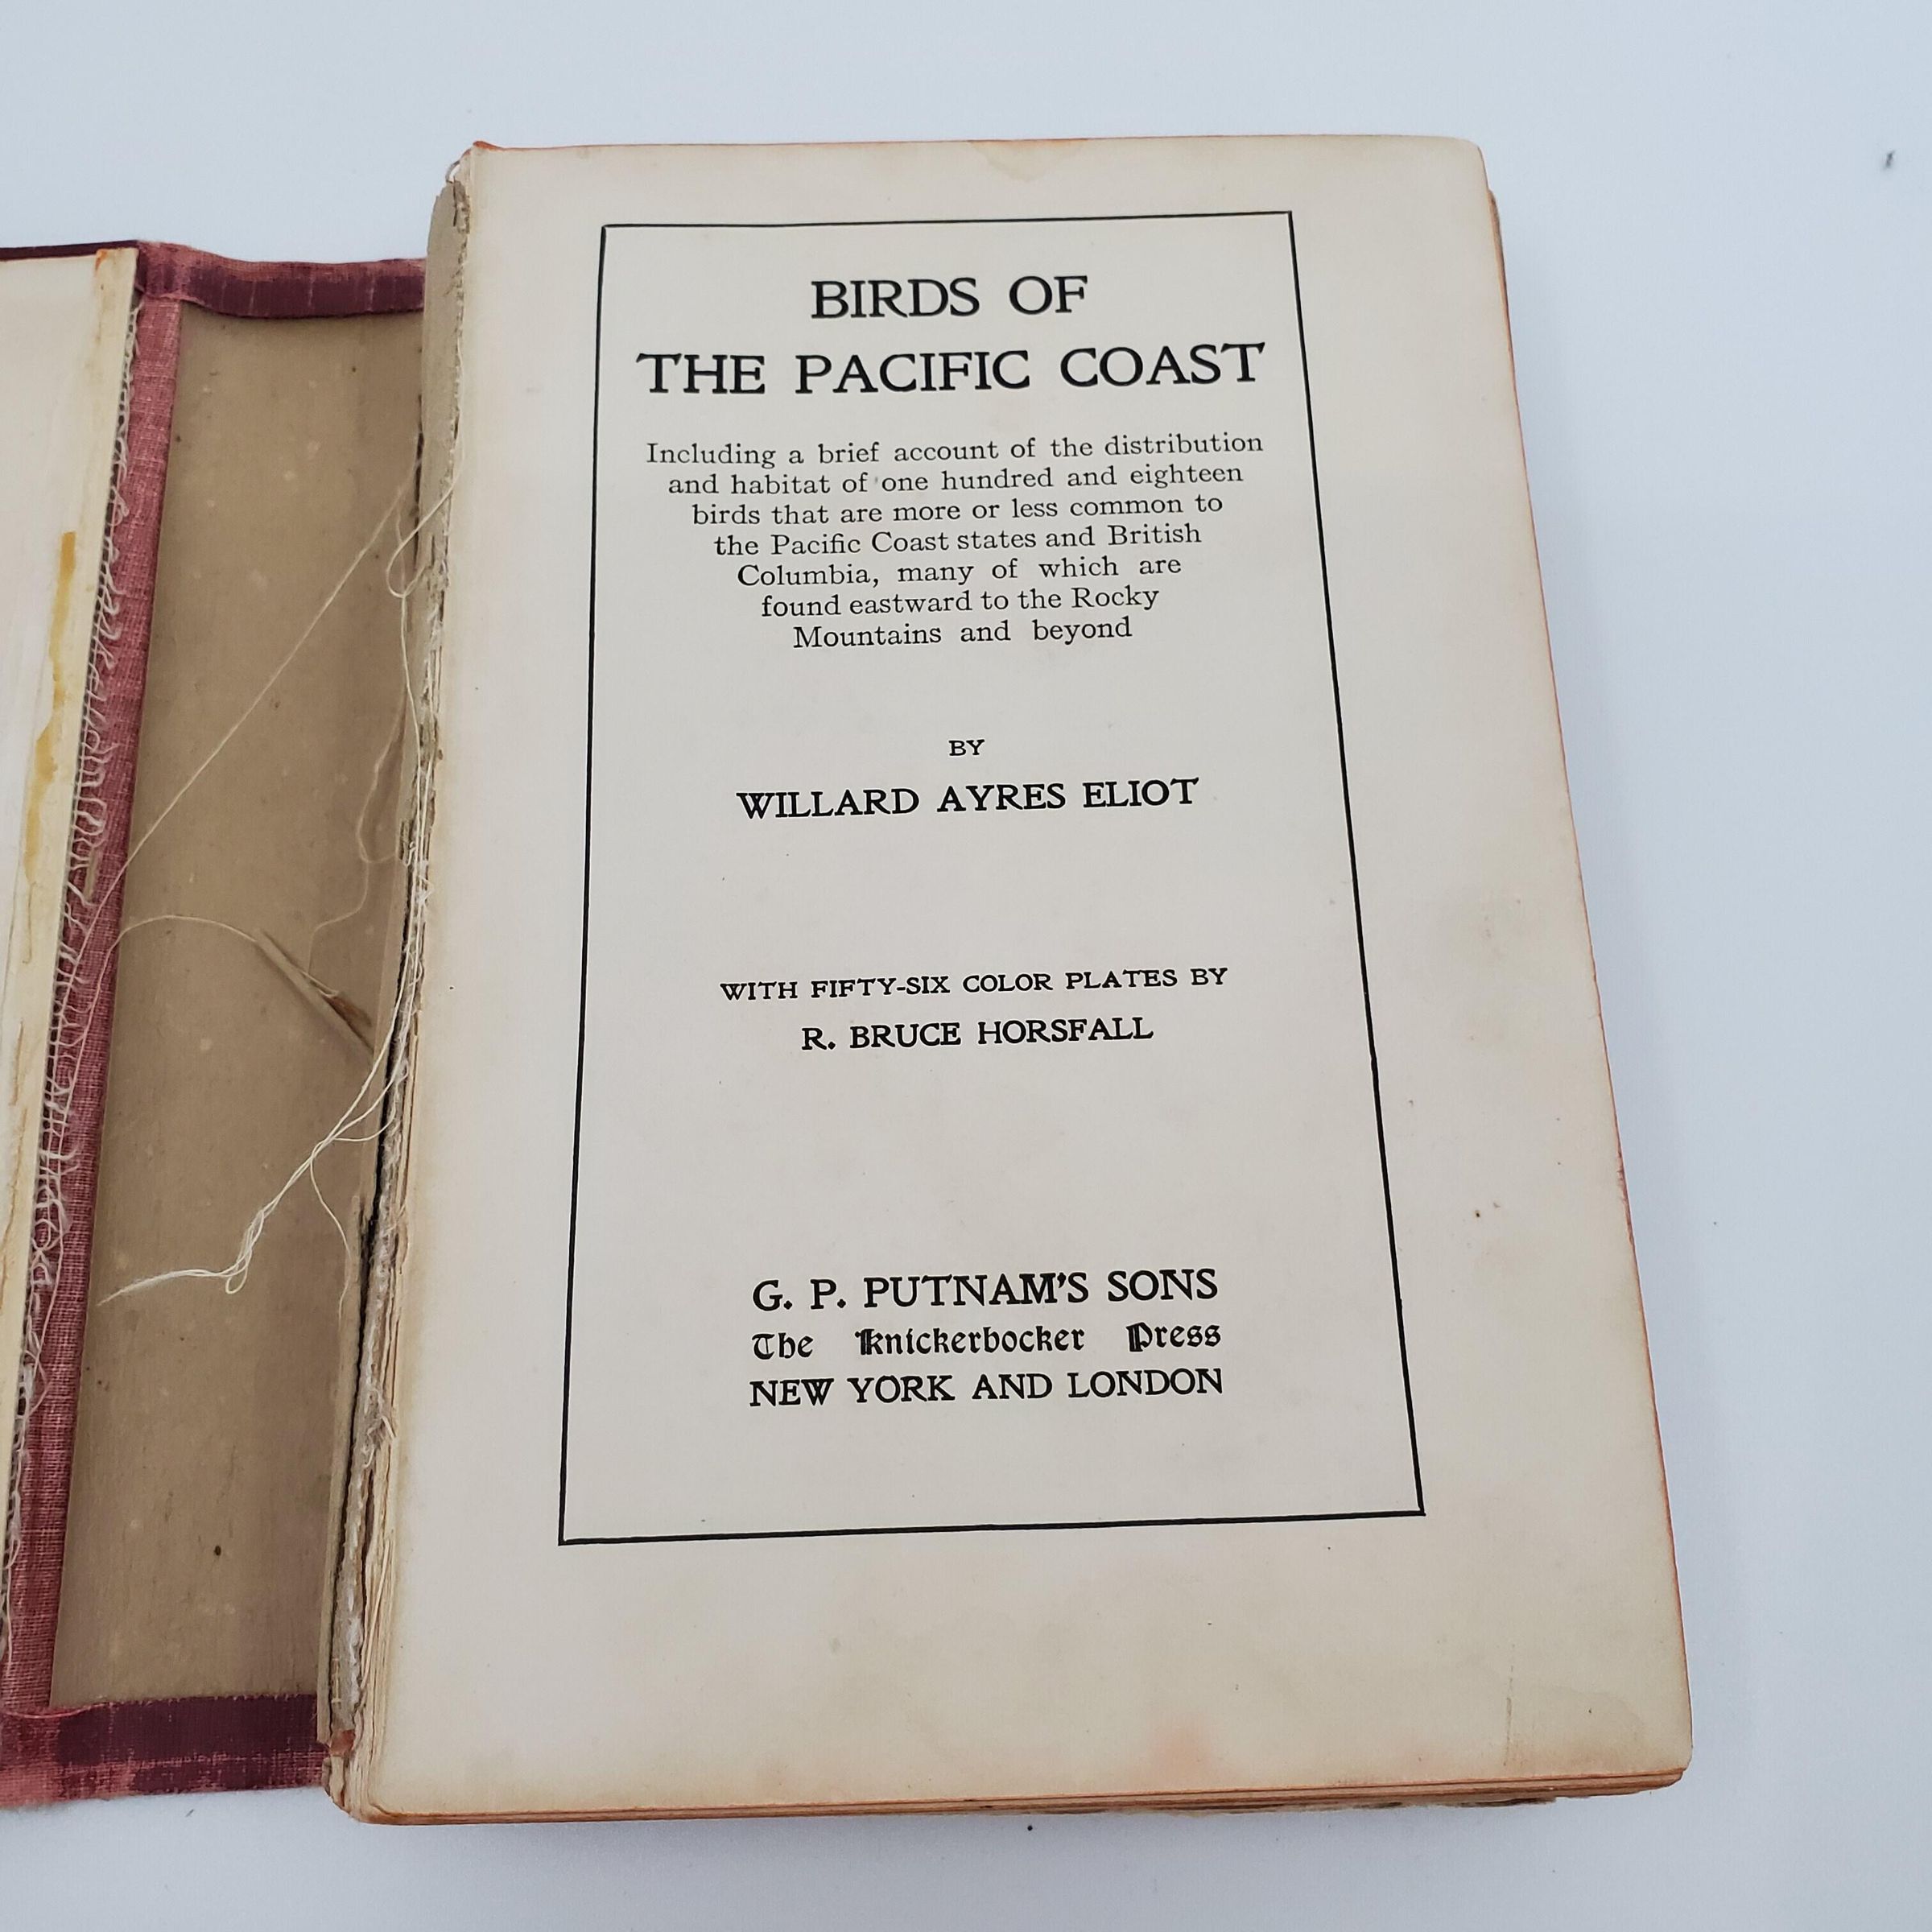 BIRDS OF
THE PACIFIC COAST
Including a brief account of the distribution
and habitat of one hundred and eighteen
birds that are more or less common to
the Pacific Coast states and British
Columbia, many of which are
found eastward to the Rocky
Mountains and beyond
BY
WILLARD AYRES ELIOT
WITH FIFTY-SIX COLOR PLATES BY
R. BRUCE HORSFALL
G. P. PUTNAM'S SONS
The Knickerbocker Press
NEW YORK AND LONDON